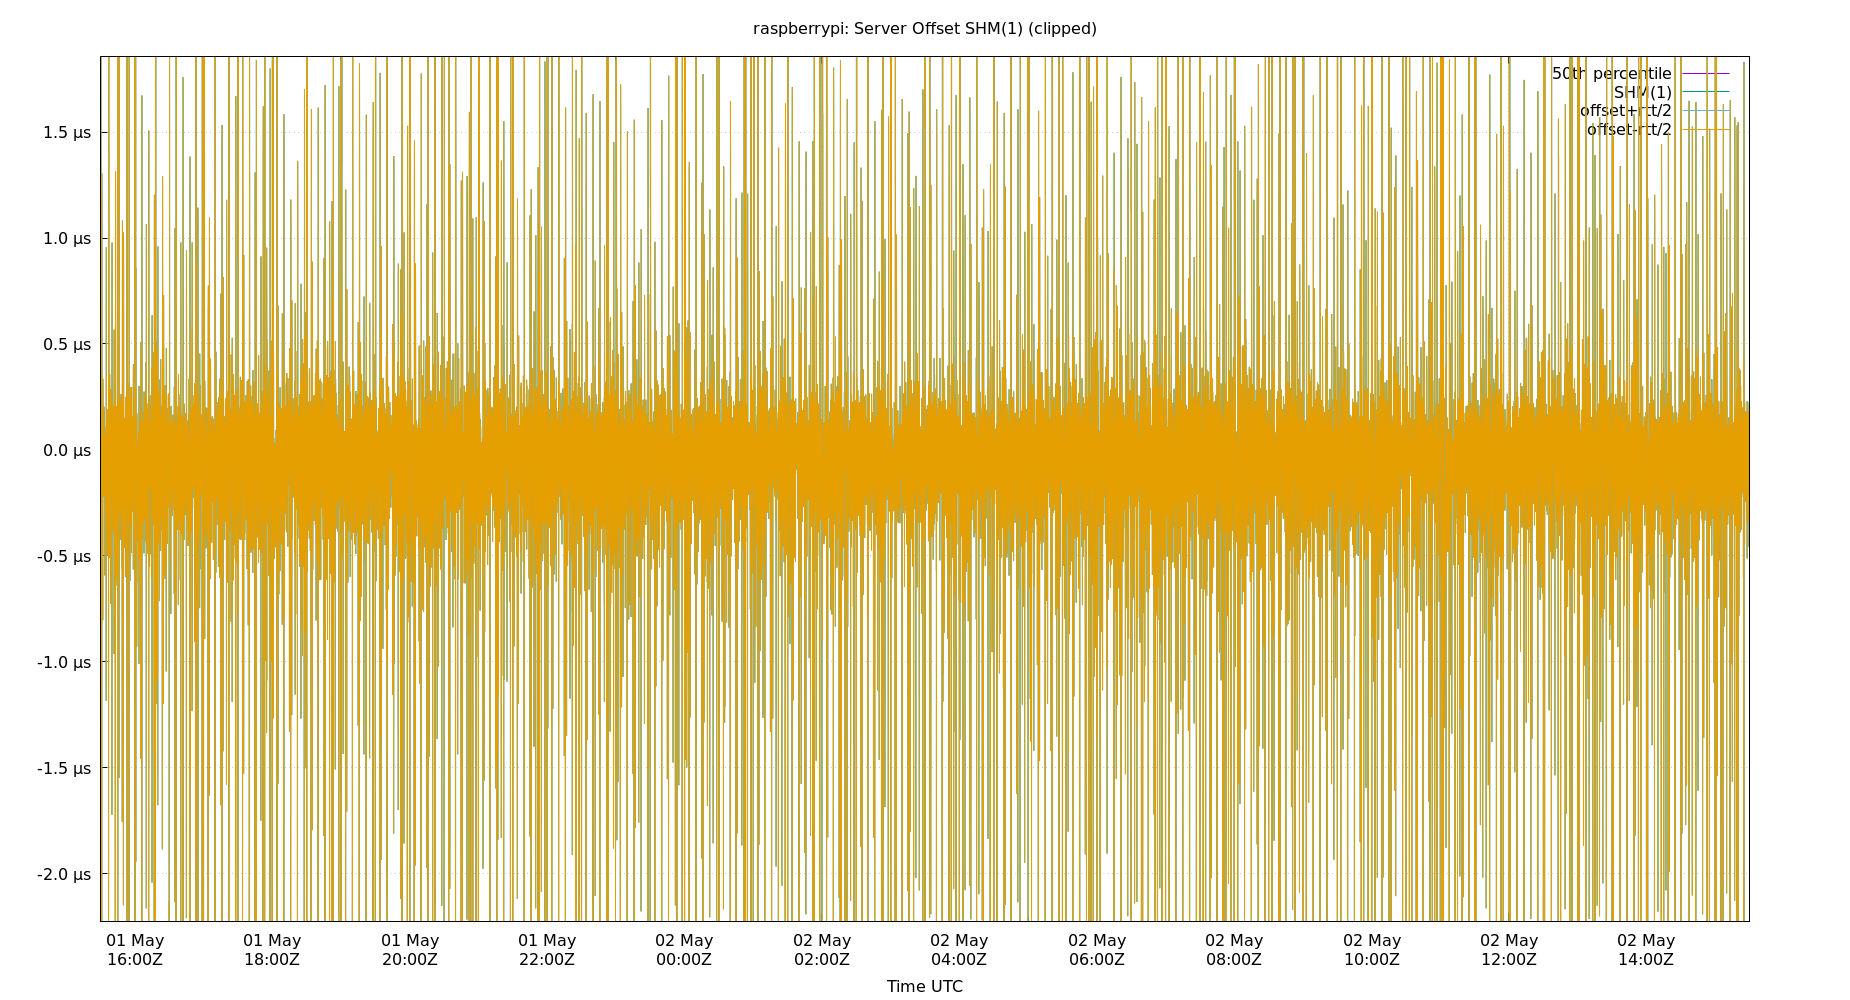 raspberrypi: Server Offset SHM(1) (clipped)
50th percentile
SHM(1)
offset+rtt/2
offset-rtt/2
1.5 µs
1.0 µs
0.5 µs
0.0 µs
-0.5 µs
-1.0 µs
-1.5 µs
-2.0 µs
01 May 01 May 01 May 01 May 02 May 02 May 02 May 02 May 02 May 02 May 02 May 02 May
16:00Z 18:00Z 20:00Z 22:00Z 00:00Z 02:00Z 04:00Z 06:00Z 08:00Z 10:00Z 12:00Z 14:00Z
Time UTC